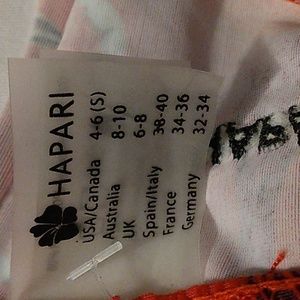 HAPARI
USA/Canada 4-6 (S)
Australia 8-10
UK 6-8
Spain/Italy 38-40
France 34-36
Germany 32-34